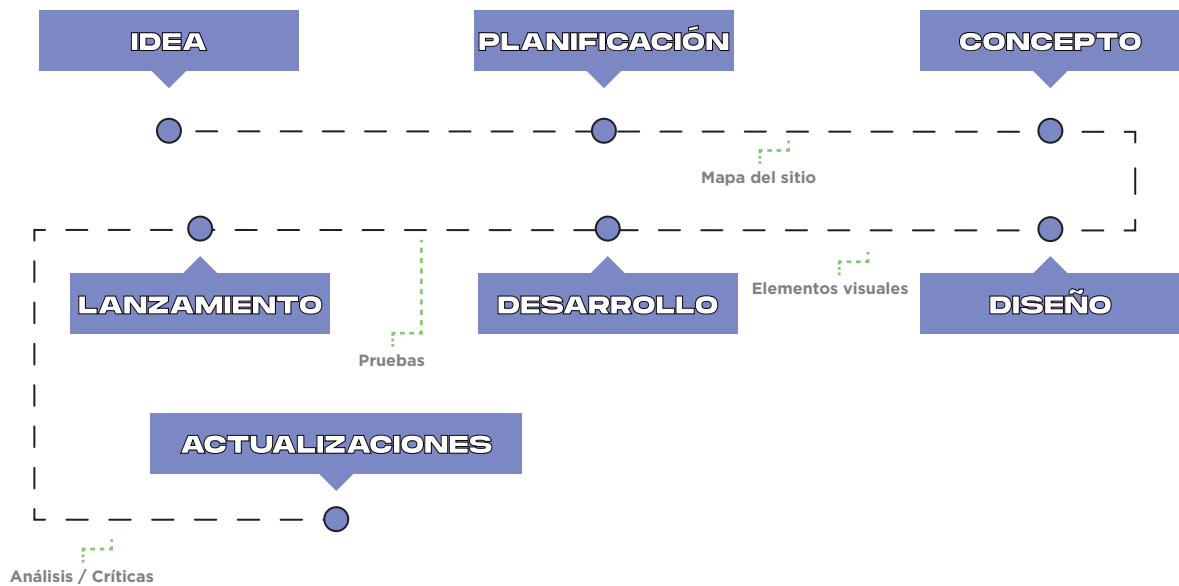 IDEA
PLANIFICACIÓN
CONCEPTO
Mapa del sitio
LANZAMIENTO
DESARROLLO
Elementos visuales
DISEÑO
Pruebas
ACTUALIZACIONES
Análisis / Críticas